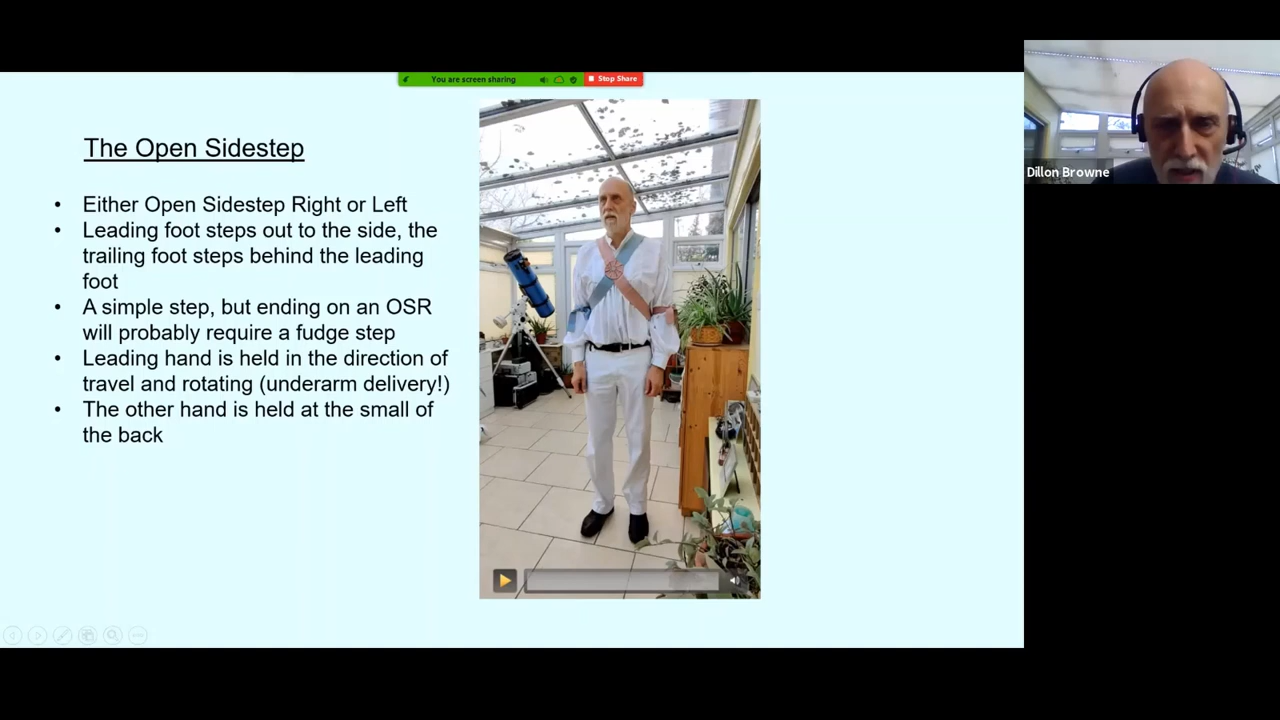 You are screen sharing
Stop Share
The Open Sidestep
• Either Open Sidestep Right or Left
• Leading foot steps out to the side, the
trailing foot steps behind the leading
foot
• A simple step, but ending on an OSR
will probably require a fudge step
• Leading hand is held in the direction of
travel and rotating (underarm delivery!)
• The other hand is held at the small of
the back
Dillon Browne